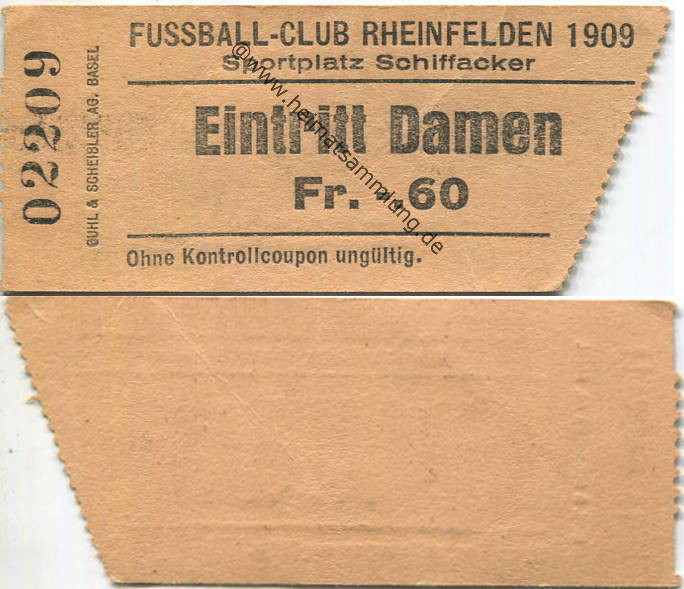 FUSSBALL-CLUB RHEINFELDEN 1909
Sportplatz Schiffacker
Eintritt Damen
Fr. -.60
Ohne Kontrollcoupon ungültig.
02209
GUHL & SCHEIBLER AG. BASEL
@www.heimatsammlung.de